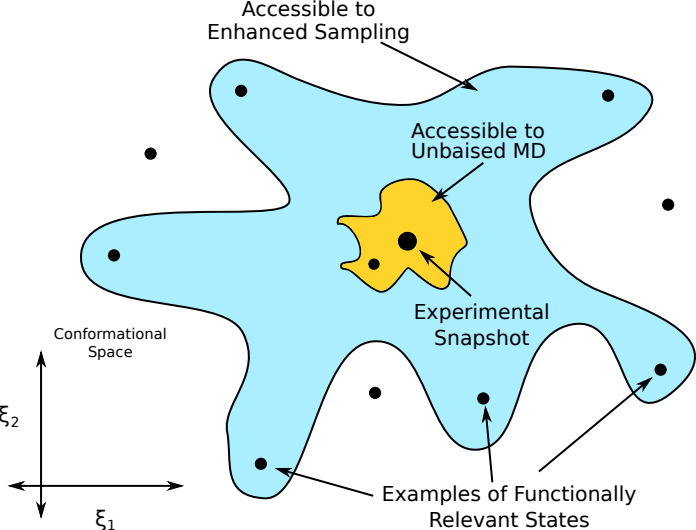 Accessible to
Enhanced Sampling
Accessible to
Unbaised MD
Experimental
Snapshot
Conformational
Space
ξ2
ξ1
Examples of Functionally
Relevant States